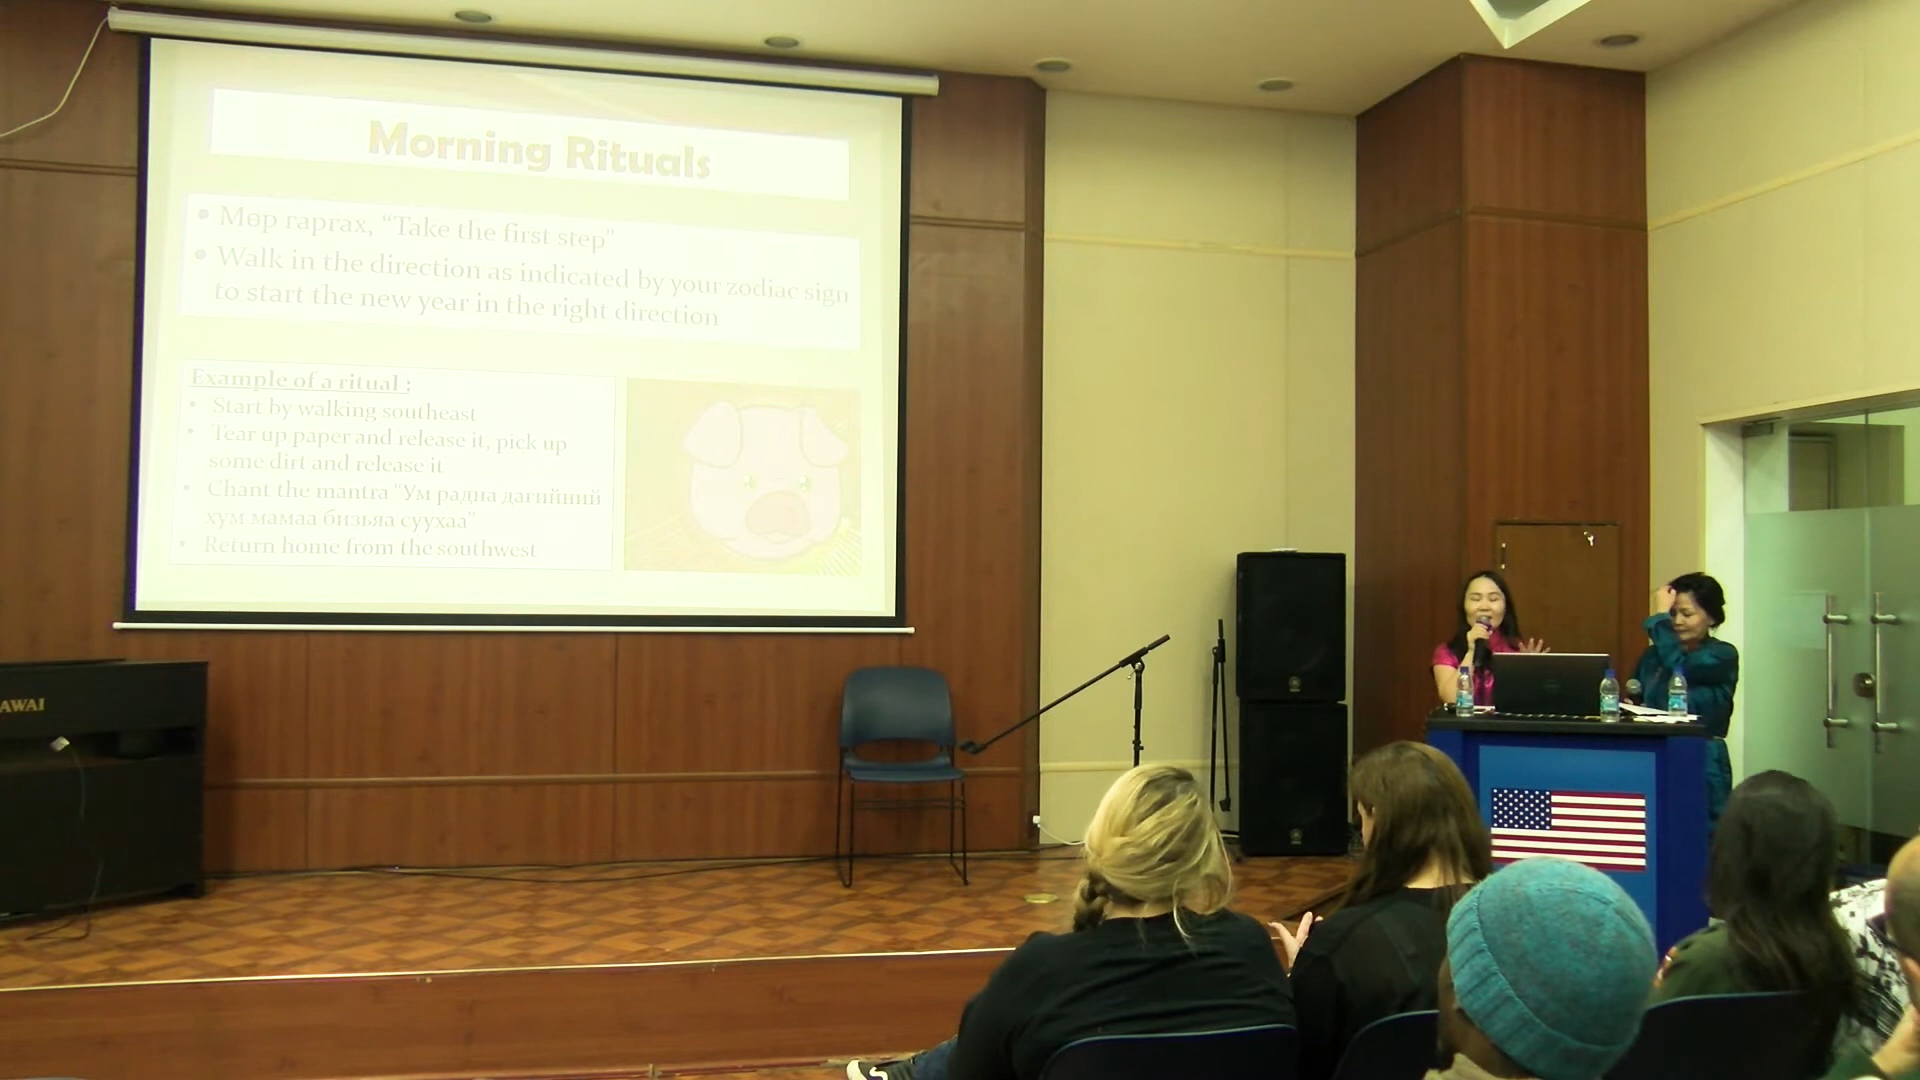 Morning Rituals
• Мөр гаргах, “Take the first step”
• Walk in the direction as indicated by your zodiac sign
to start the new year in the right direction
Example of a ritual :
• Start by walking southeast
• Tear up paper and release it, pick up
some dirt and release it
• Chant the mantra “Ум радна дагийний
хум мамаа бизъяа суухаа”
• Return home from the southwest
AWAI